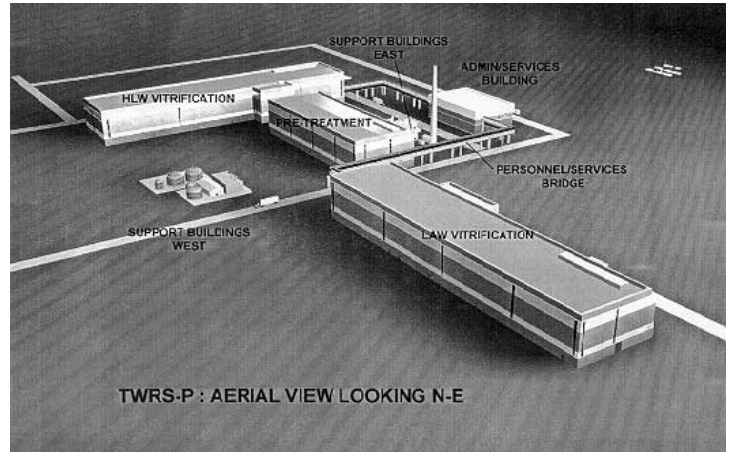 SUPPORT BUILDINGS
EAST
ADMIN/SERVICES
BUILDING
HLW VITRIFICATION
PRE-TREATMENT
PERSONNEL/SERVICES
BRIDGE
SUPPORT BUILDINGS
WEST
LAW VITRIFICATION
TWRS-P : AERIAL VIEW LOOKING N-E